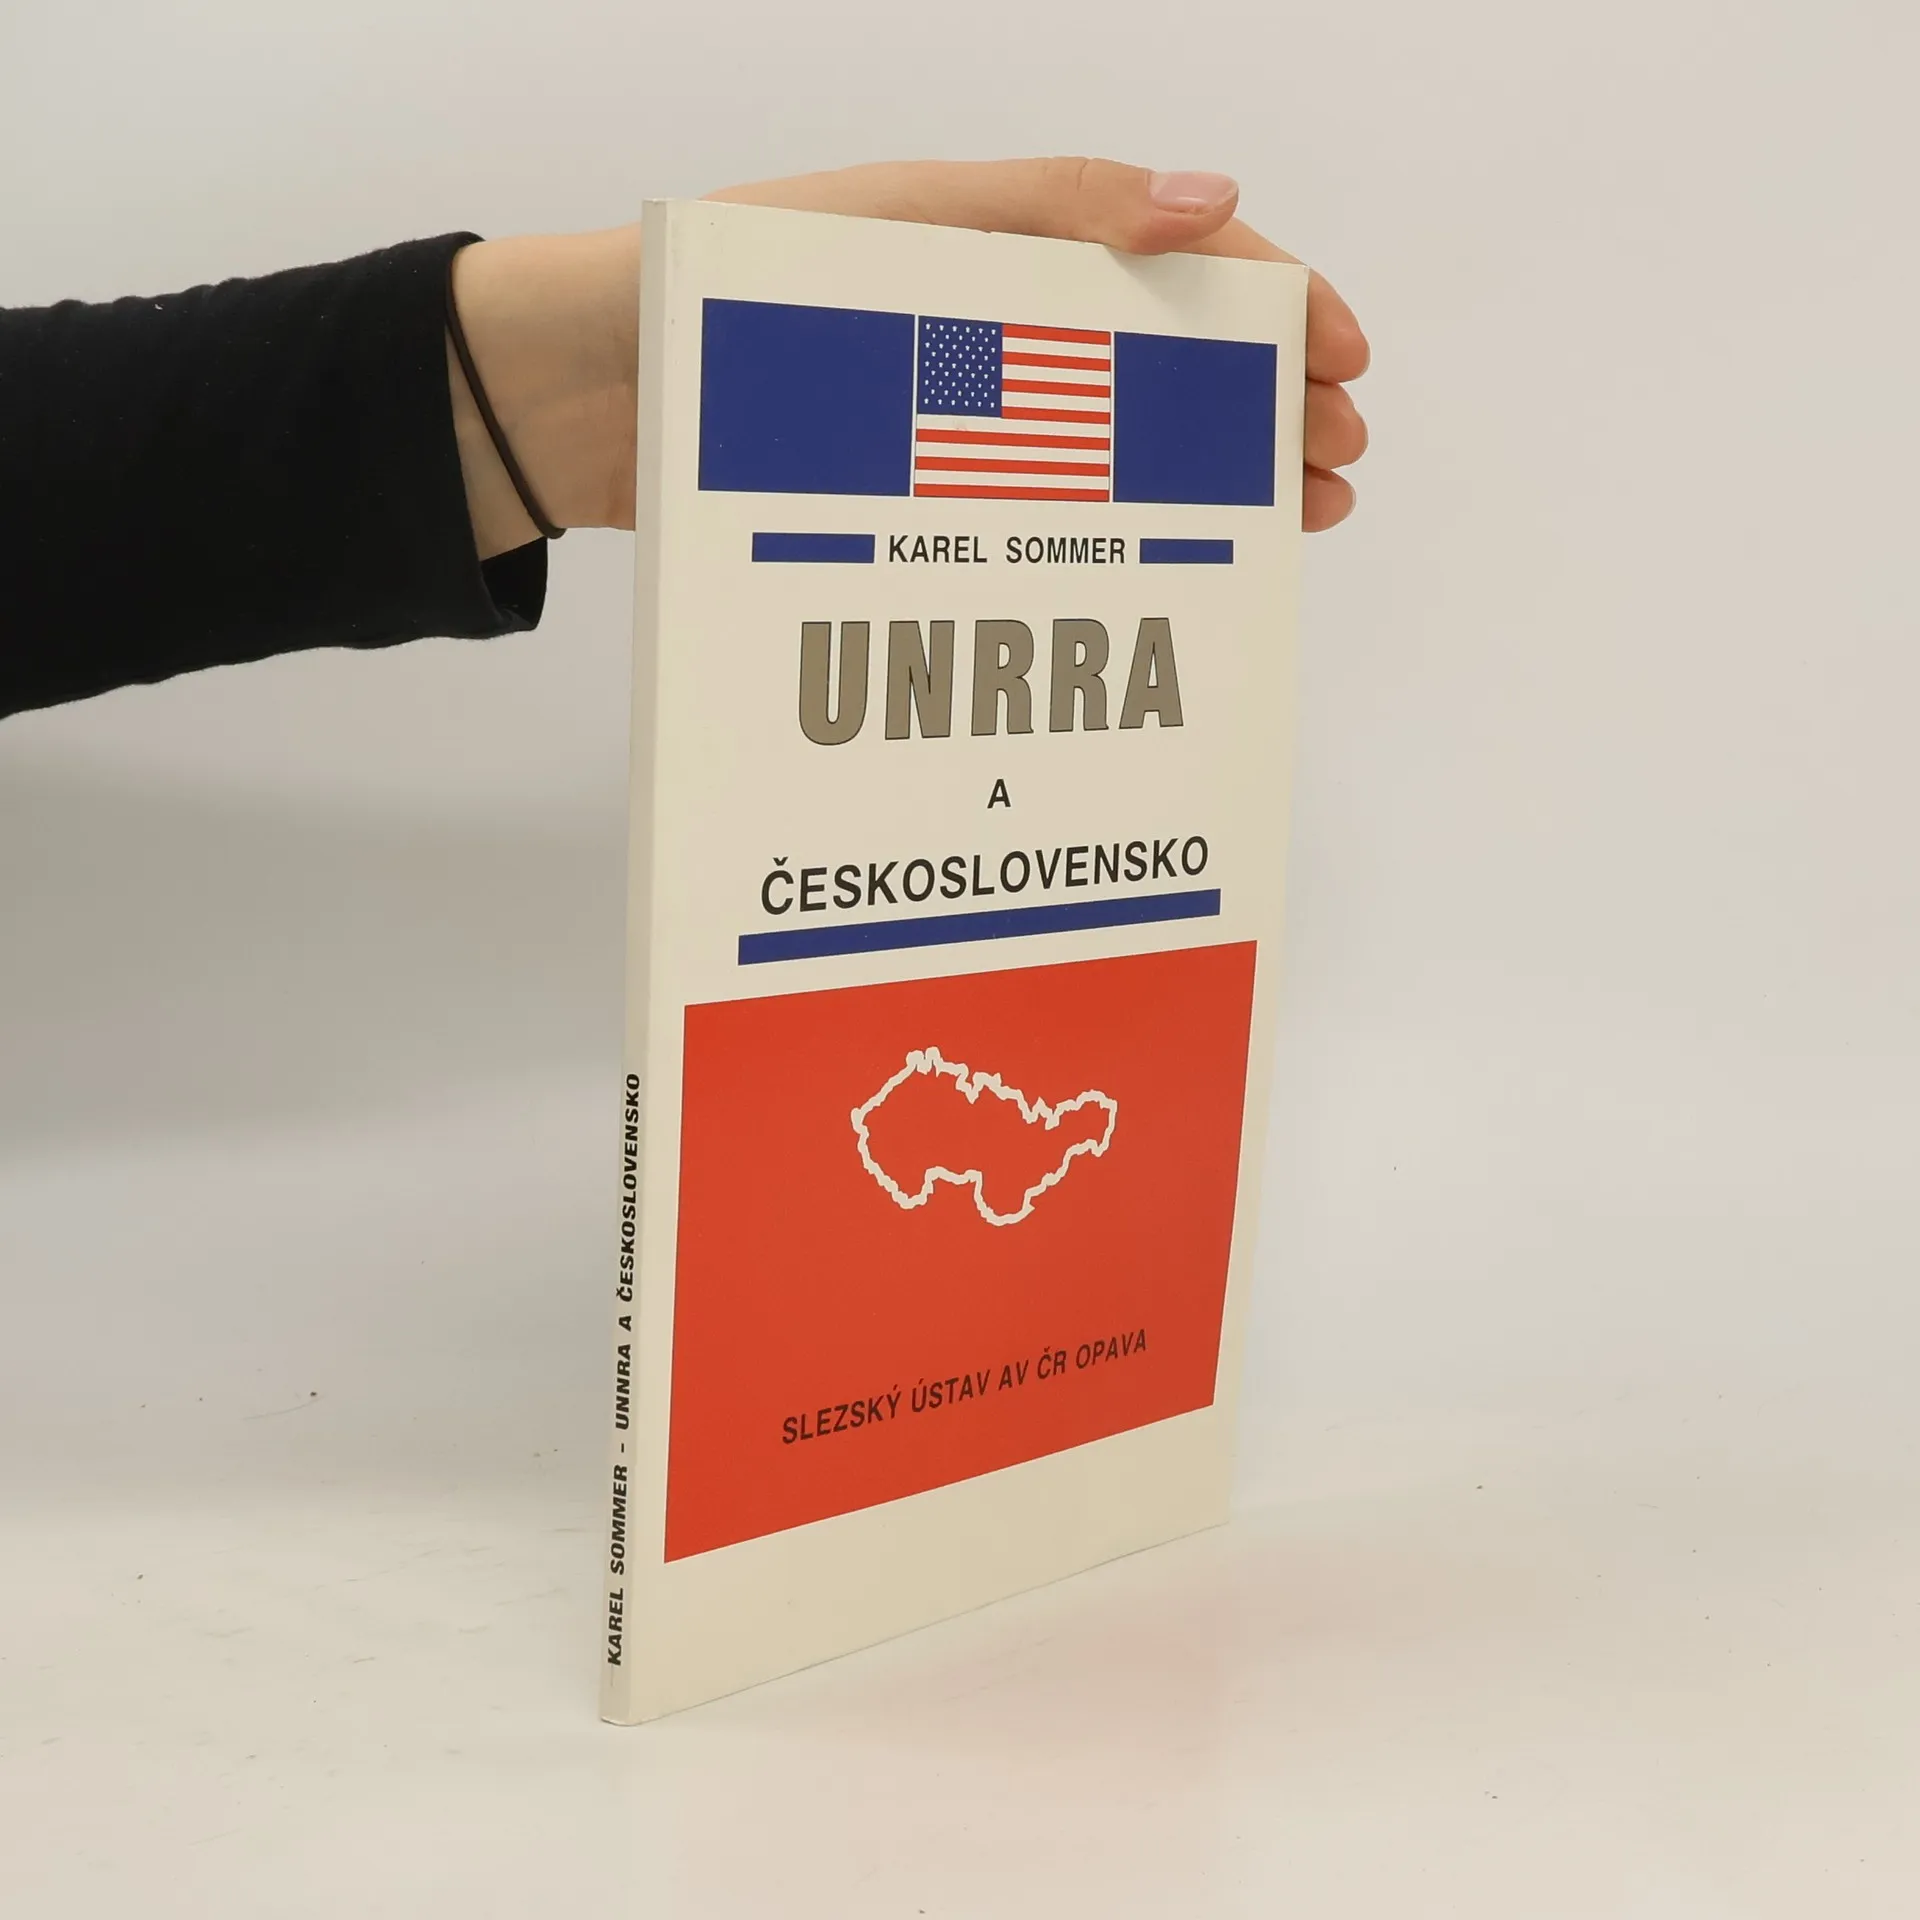 KAREL SOMMER
UNRRA
A
ČESKOSLOVENSKO
SLEZSKÝ ÚSTAV AV ČR OPAVA
KAREL SOMMER - UNRRA A ČESKOSLOVENSKO